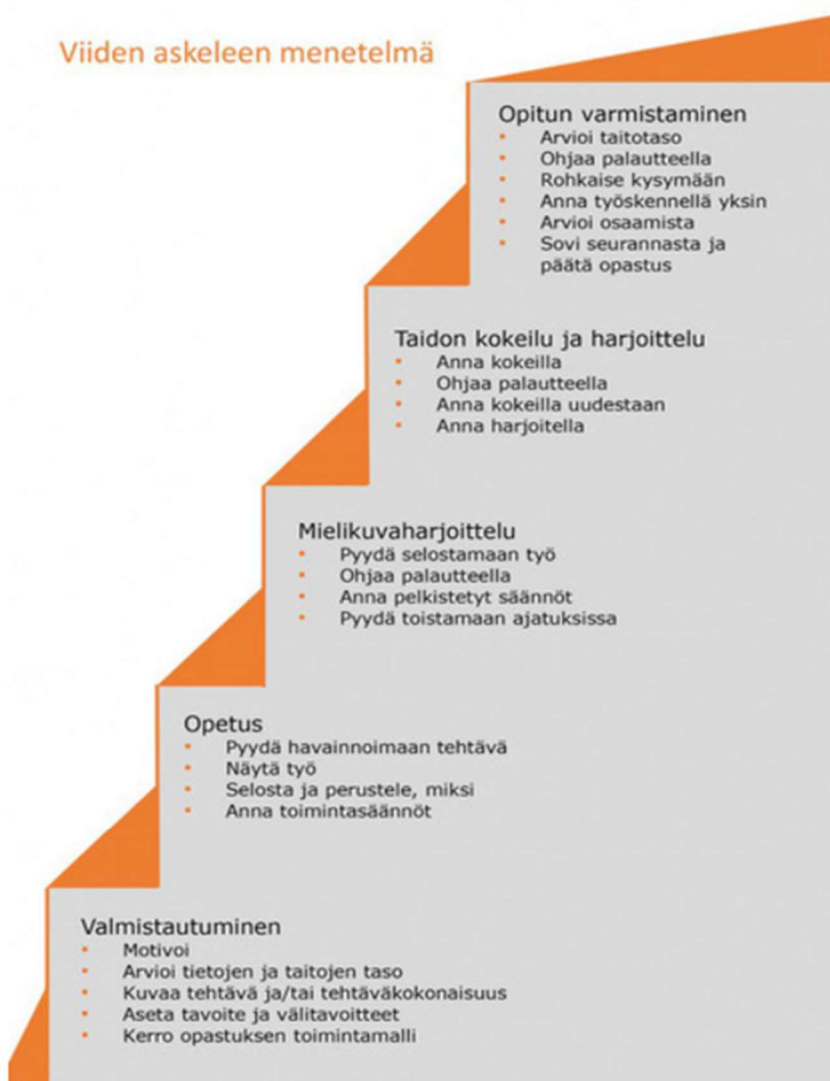 Viiden askeleen menetelmä
Opitun varmistaminen
• Arvioi taitotaso
• Ohjaa palautteella
• Rohkaise kysymään
• Anna työskennellä yksin
• Arvioi osaamista
• Sovi seurannasta ja
päätä opastus
Taidon kokeilu ja harjoittelu
• Anna kokeilla
• Ohjaa palautteella
• Anna kokeilla uudestaan
• Anna harjoitella
Mielikuvaharjoittelu
• Pyydä selostamaan työ
• Ohjaa palautteella
• Anna pelkistetyt säännöt
• Pyydä toistamaan ajatuksissa
Opetus
• Pyydä havainnoimaan tehtävä
• Näytä työ
• Selosta ja perustele, miksi
• Anna toimintasäännöt
Valmistautuminen
• Motivoi
• Arvioi tietojen ja taitojen taso
• Kuvaa tehtävä ja/tai tehtäväkokonaisuus
• Aseta tavoite ja välitavoitteet
• Kerro opastuksen toimintamalli